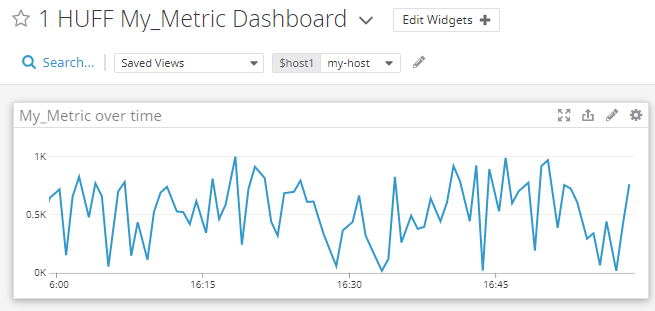 1 HUFF My_Metric Dashboard Edit Widgets +
Search... Saved Views $host1 my-host
My_Metric over time
1K
0.5K
0K
6:00 16:15 16:30 16:45